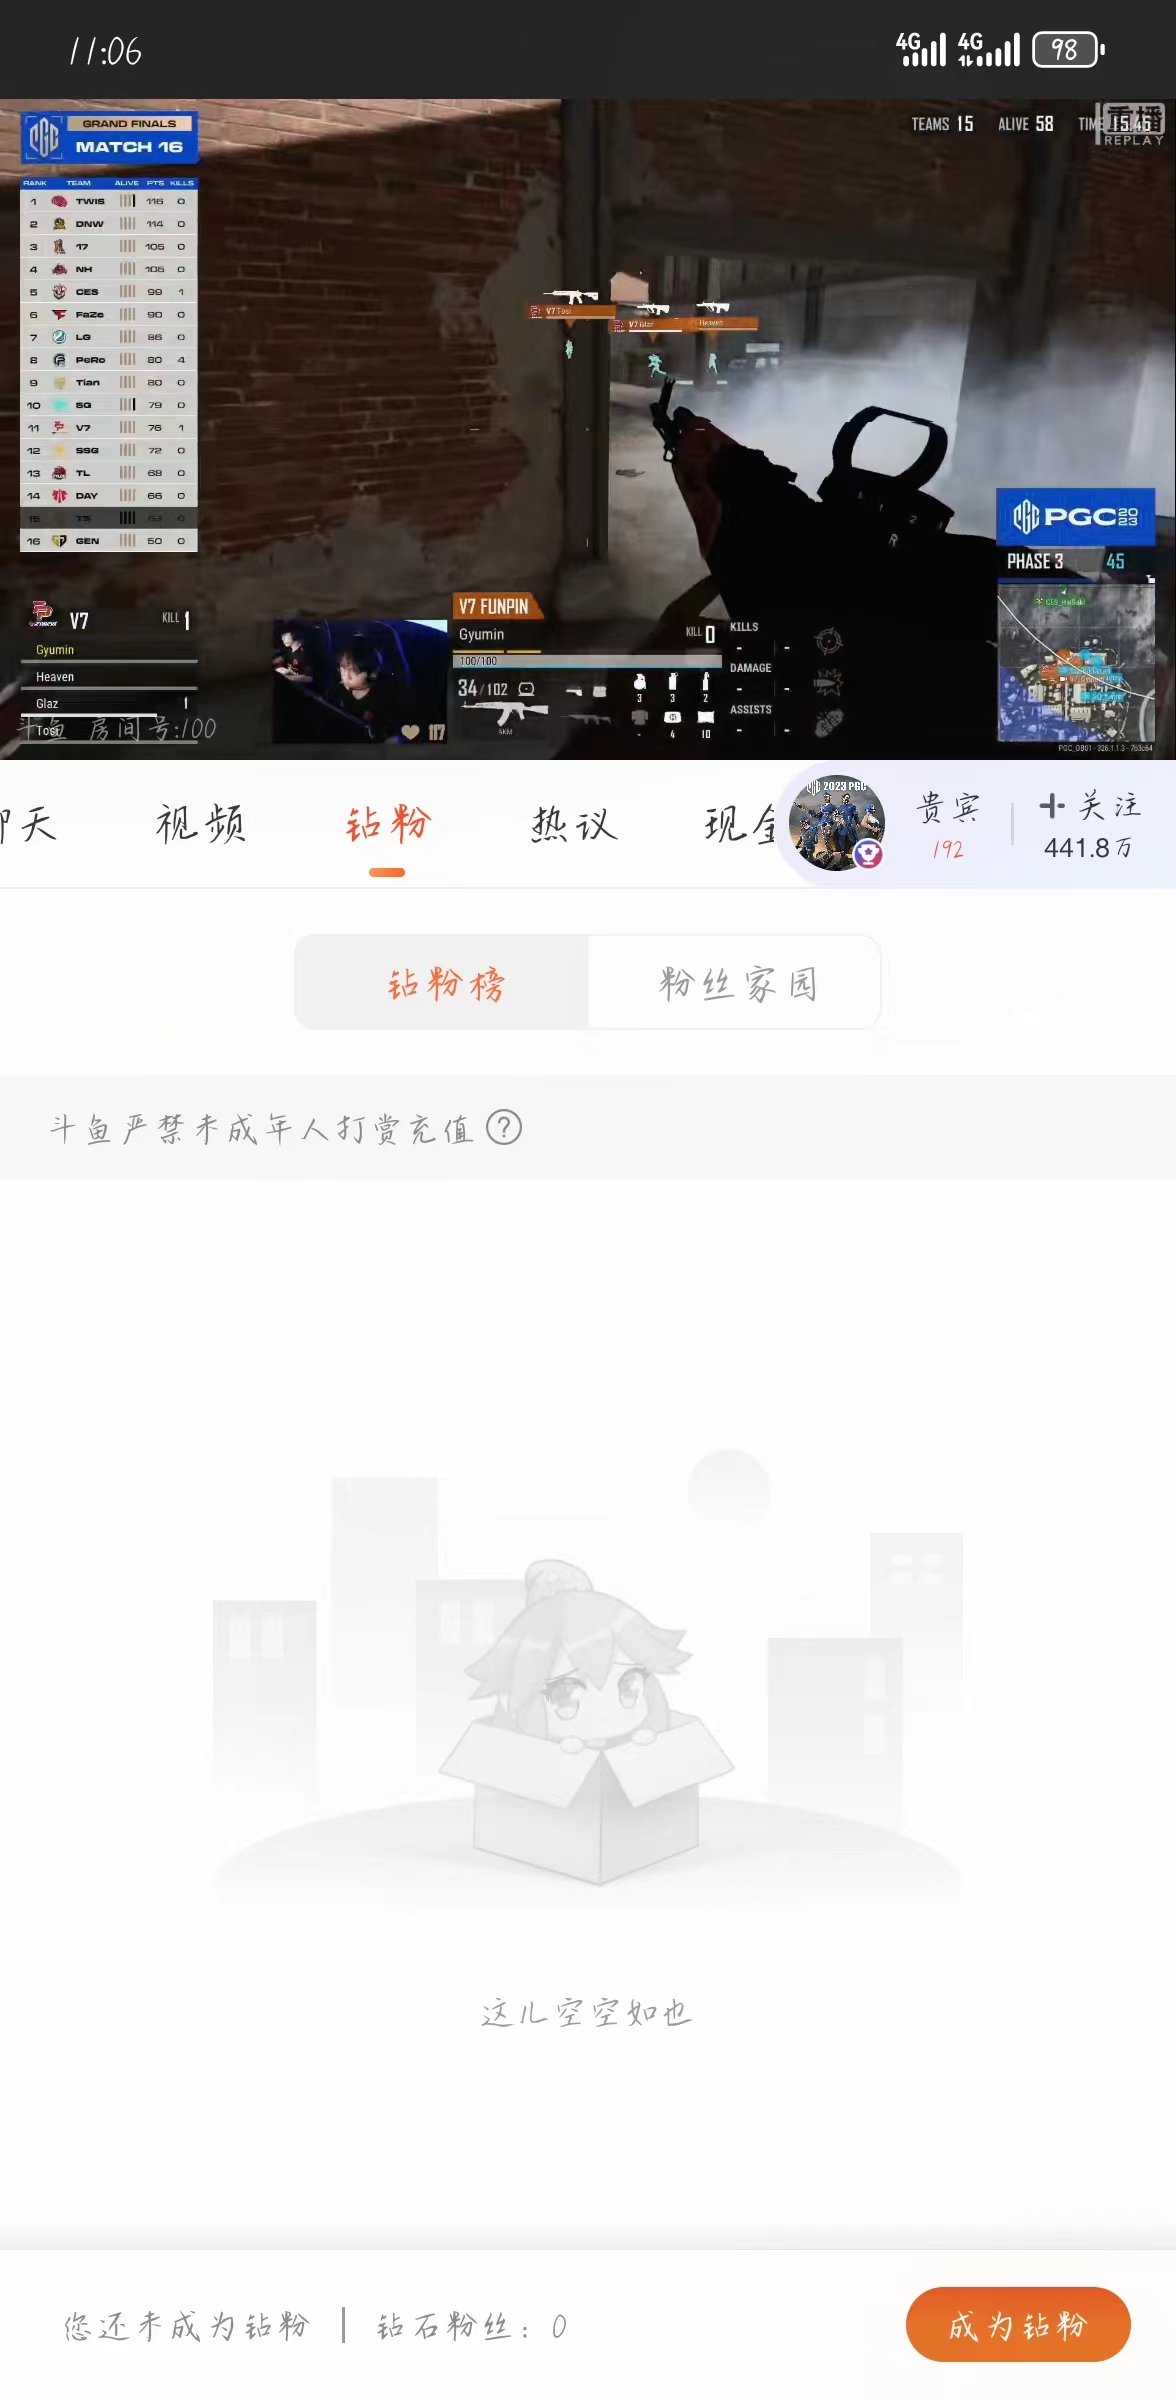 11:06 4G 4G 98
GRAND FINALS
MATCH 16
TEAMS 15 ALIVE 58
重播
REPLAY
RANK TEAM ALIVE PTS KILLS
1 TWIS 116 0
2 DNW 114 0
3 17 105 0
4 NH 105 0
5 CES 99 1
6 FaZe 90 0
7 LG 86 0
8 PeRo 80 4
9 Tian 80 0
10 SQ 79 0
11 V7 76 1
12 SSG 72 0
13 TL 68 0
14 DAY 66 0
15 63 0
16 GEN 50 0
V7 Tosi
V7 Glaz
Heaven
PGC 2023
PHASE 3 45
CES_HaiSaki
V7 KILL 1
Gyumin
Heaven
Glaz 1
Tosi
斗鱼 房间号:100
117
V7 FUNPIN
Gyumin KILL 0
100/100
34/102
AKM
3 3 2
- 4 10
KILLS
- -
DAMAGE
- -
ASSISTS
- -
聊天 视频 钻粉 热议 现金
2023 PGC
贵宾
192
+关注
441.8万
钻粉榜 粉丝家园
斗鱼严禁未成年人打赏充值 ?
这儿空空如也
您还未成为钻粉 | 钻石粉丝：0
成为钻粉